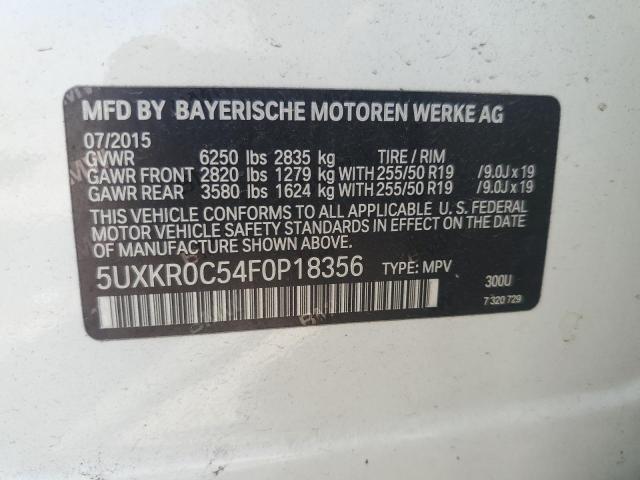 MFD BY BAYERISCHE MOTOREN WERKE AG
07/2015
GVWR 6250 lbs 2835 kg TIRE / RIM
GAWR FRONT 2820 lbs 1279 kg WITH 255/50 R19 /9.0J x 19
GAWR REAR 3580 lbs 1624 kg WITH 255/50 R19 /9.0J x 19
THIS VEHICLE CONFORMS TO ALL APPLICABLE U. S. FEDERAL
MOTOR VEHICLE SAFETY STANDARDS IN EFFECT ON THE DATE
OF MANUFACTURE SHOWN ABOVE.
5UXKR0C54F0P18356 TYPE: MPV
300U
7 320 729